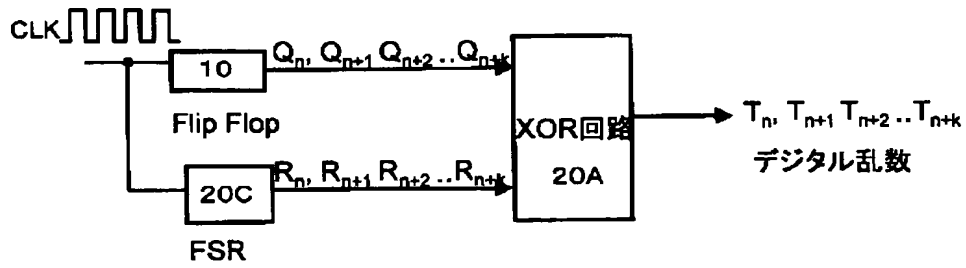 CLK
10
Qn, Qn+1 Qn+2 ..Qn+k
Flip Flop
XOR回路
20A
Tn, Tn+1 Tn+2 ..Tn+k
デジタル乱数
20C
Rn, Rn+1 Rn+2 ..Rn+k
FSR